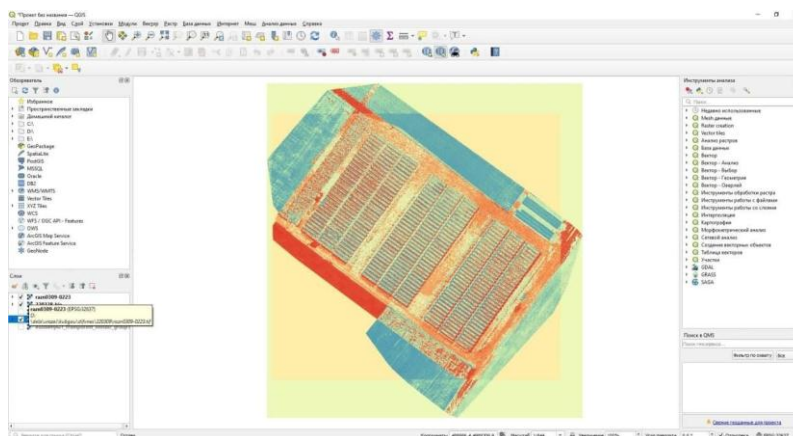 *Проект без названия — QGIS
Проект Правка Вид Слой Установки Модули Вектор Растр База данных Интернет Меш Анализ данных Справка
Обозреватель
Избранное
Пространственные закладки
Домашний каталог
C:\
D:\
E:\
GeoPackage
SpatiaLite
PostGIS
MSSQL
Oracle
DB2
WMS/WMTS
Vector Tiles
XYZ Tiles
WCS
WFS / OGC API - Features
OWS
ArcGIS Map Service
ArcGIS Feature Service
GeoNode
Слои
Инструменты анализа
Недавно использованные
Mesh данные
Raster creation
Vector tiles
Анализ растров
База данных
Вектор
Вектор - Анализ
Вектор - Выбор
Вектор - Геометрия
Вектор - Оверлей
Инструменты обработки растра
Инструменты работы с файлами
Инструменты работы со слоями
Интерполяция
Картография
Морфометрический анализ
Сетевой анализ
Создание векторных объектов
Таблица векторов
Участки
GDAL
GRASS
SAGA
Поиск в QMS
Фильтр по охвату
Все